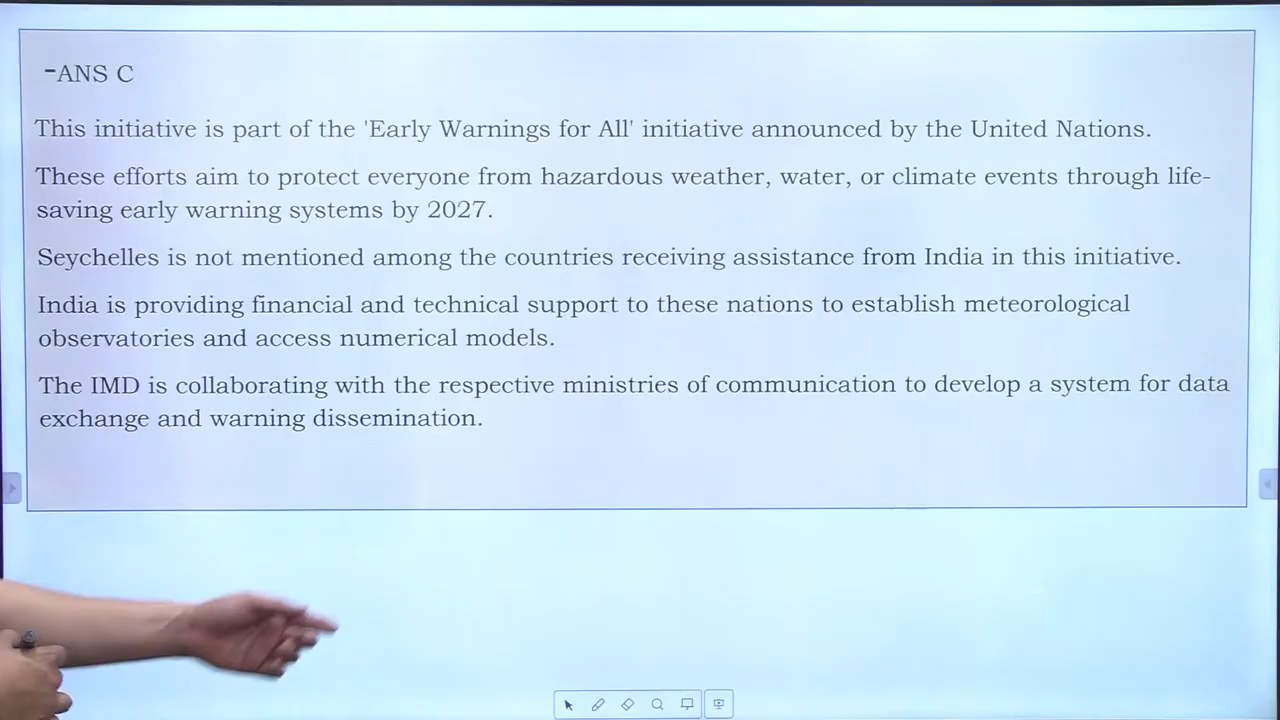 -ANS C
This initiative is part of the 'Early Warnings for All' initiative announced by the United Nations.
These efforts aim to protect everyone from hazardous weather, water, or climate events through life-
saving early warning systems by 2027.
Seychelles is not mentioned among the countries receiving assistance from India in this initiative.
India is providing financial and technical support to these nations to establish meteorological
observatories and access numerical models.
The IMD is collaborating with the respective ministries of communication to develop a system for data
exchange and warning dissemination.